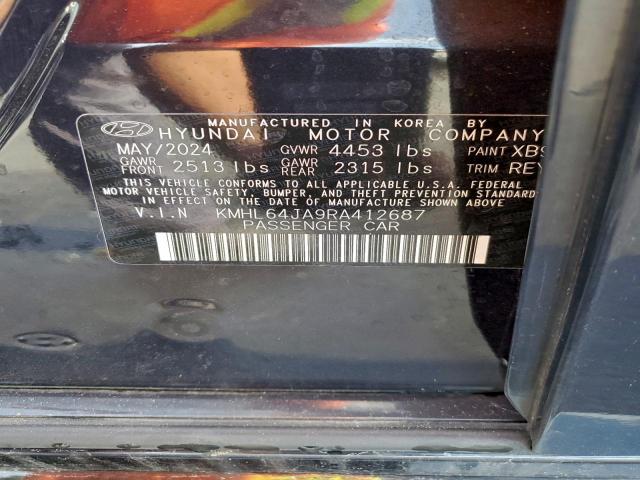 MANUFACTURED IN KOREA BY
HYUNDAI MOTOR COMPANY
MAY/2024 GVWR 4453 lbs PAINT XB9
GAWR FRONT 2513 lbs GAWR REAR 2315 lbs TRIM REY
THIS VEHICLE CONFORMS TO ALL APPLICABLE U.S.A. FEDERAL
MOTOR VEHICLE SAFETY, BUMPER, AND THEFT PREVENTION STANDARDS
IN EFFECT ON THE DATE OF MANUFACTURE SHOWN ABOVE
V.I.N KMHL64JA9RA412687
PASSENGER CAR